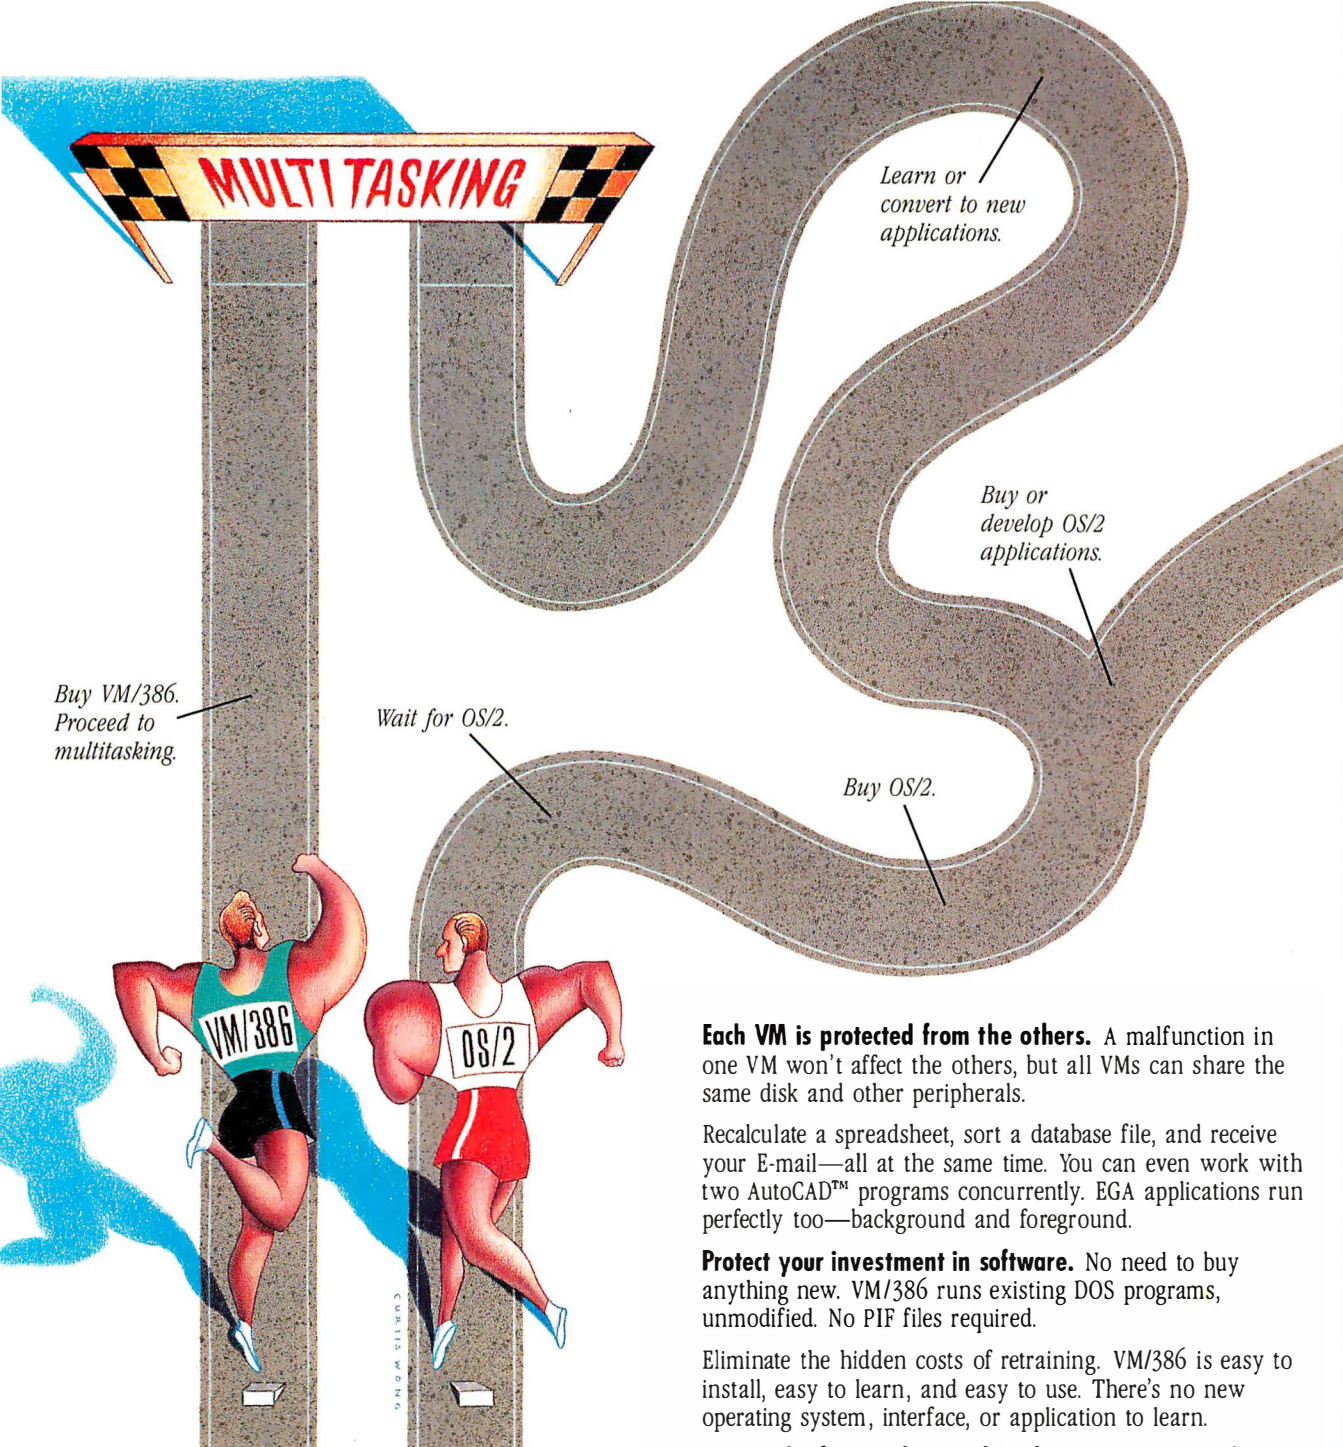 MULTITASKING
Learn or
convert to new
applications.
Buy or
develop OS/2
applications.
Buy VM/386.
Proceed to
multitasking.
Wait for OS/2.
Buy OS/2.
VM/386
OS/2
CURTIS WONG
Each VM is protected from the others. A malfunction in
one VM won't affect the others, but all VMs can share the
same disk and other peripherals.
Recalculate a spreadsheet, sort a database file, and receive
your E-mail—all at the same time. You can even work with
two AutoCAD™ programs concurrently. EGA applications run
perfectly too—background and foreground.
Protect your investment in software. No need to buy
anything new. VM/386 runs existing DOS programs,
unmodified. No PIF files required.
Eliminate the hidden costs of retraining. VM/386 is easy to
install, easy to learn, and easy to use. There's no new
operating system, interface, or application to learn.